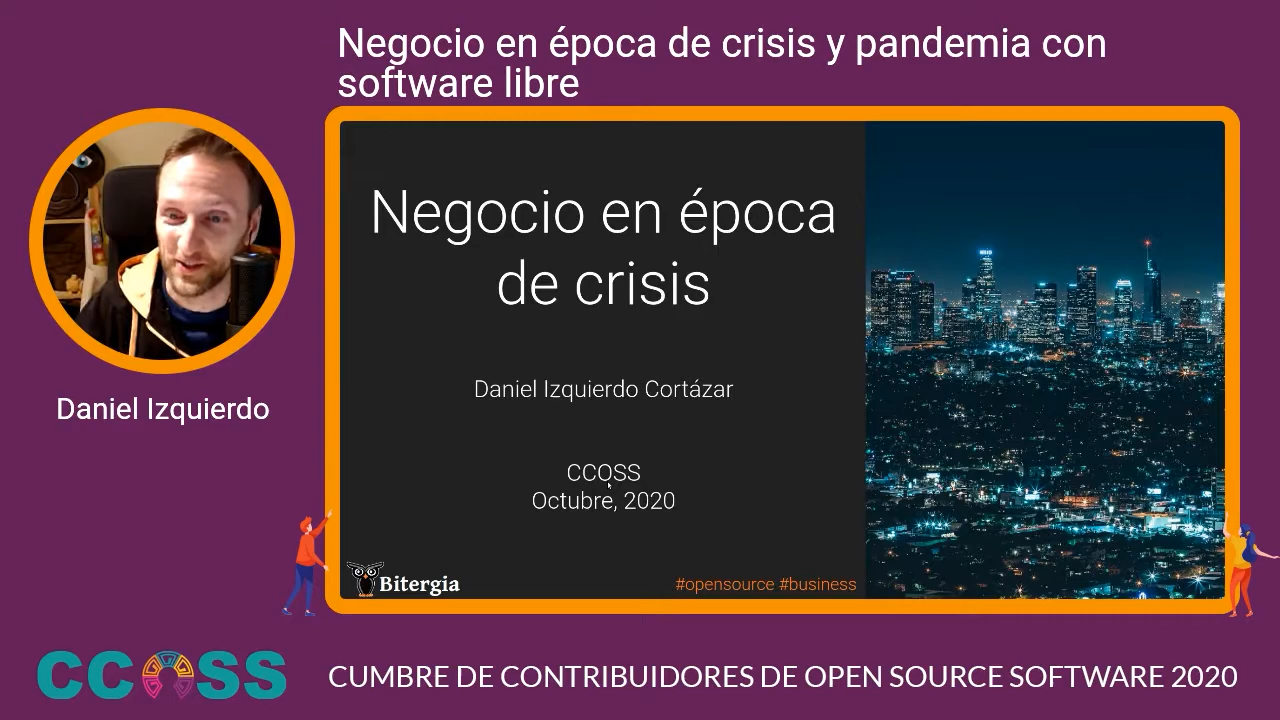 Negocio en época de crisis y pandemia con
software libre
Daniel Izquierdo
Negocio en época
de crisis
Daniel Izquierdo Cortázar
CCOSS
Octubre, 2020
Bitergia
#opensource #business
CCOSS
CUMBRE DE CONTRIBUIDORES DE OPEN SOURCE SOFTWARE 2020